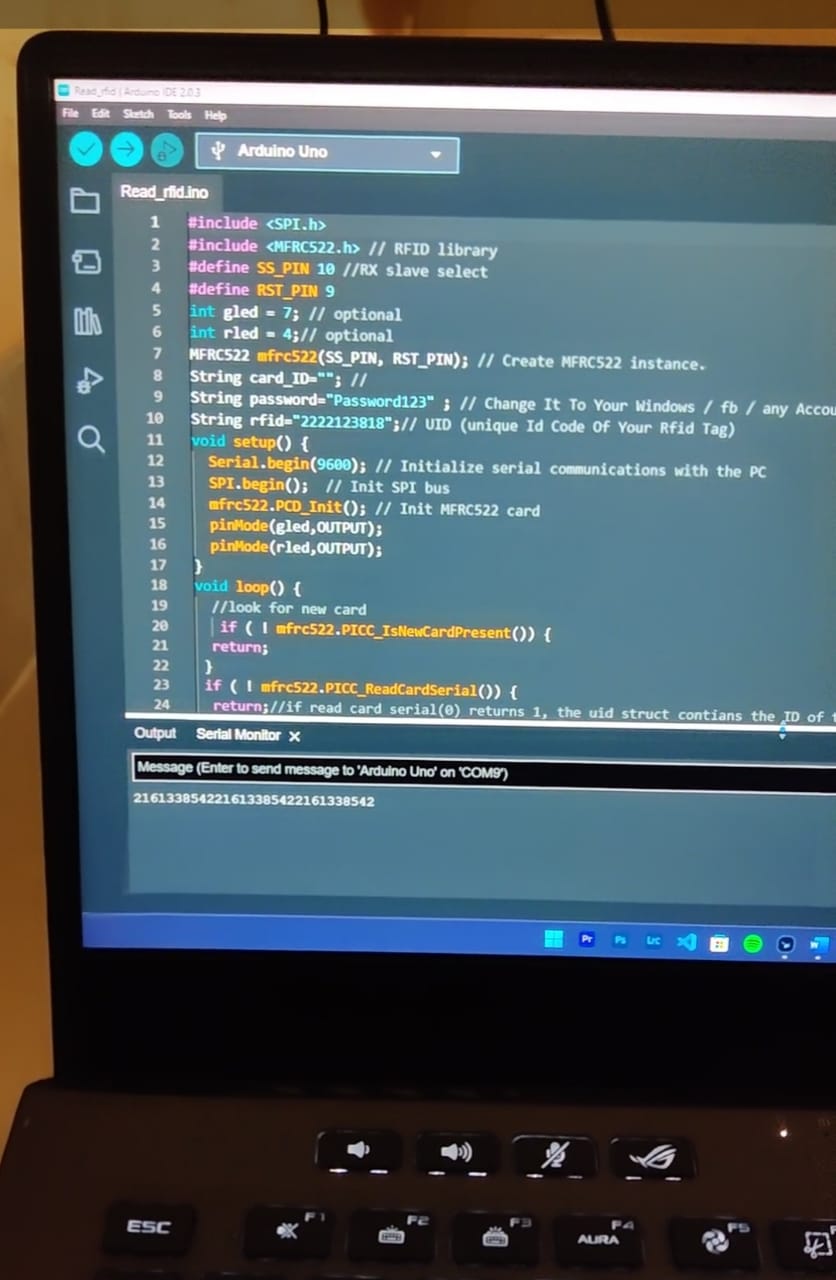 Read_rfid | Arduino IDE 2.0.3
File Edit Sketch Tools Help
Arduino Uno
Read_rfid.ino
1 #include <SPI.h>
2 #include <MFRC522.h> // RFID library
3 #define SS_PIN 10 //RX slave select
4 #define RST_PIN 9
5 int gled = 7; // optional
6 int rled = 4;// optional
7 MFRC522 mfrc522(SS_PIN, RST_PIN); // Create MFRC522 instance.
8 String card_ID=""; //
9 String password="Password123" ; // Change It To Your Windows / fb / any Accou
10 String rfid="2222123818";// UID (unique Id Code Of Your Rfid Tag)
11 void setup() {
12 Serial.begin(9600); // Initialize serial communications with the PC
13 SPI.begin(); // Init SPI bus
14 mfrc522.PCD_Init(); // Init MFRC522 card
15 pinMode(gled,OUTPUT);
16 pinMode(rled,OUTPUT);
17 }
18 void loop() {
19 //look for new card
20 if ( ! mfrc522.PICC_IsNewCardPresent()) {
21 return;
22 }
23 if ( ! mfrc522.PICC_ReadCardSerial()) {
24 return;//if read card serial(0) returns 1, the uid struct contians the ID of t
Output Serial Monitor
Message (Enter to send message to 'Arduino Uno' on 'COM9')
216133854221613385422161338542
Pr Ps Lrc W
ESC F1 F2 F3 AURA F4 F5